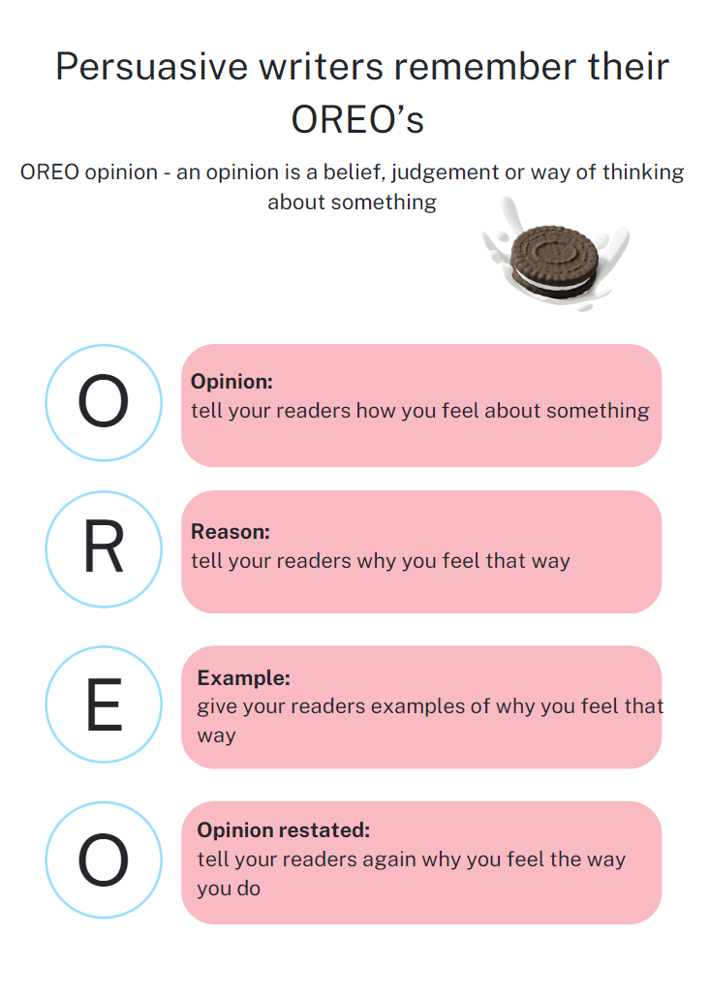 Persuasive writers remember their
OREO’s
OREO opinion - an opinion is a belief, judgement or way of thinking
about something
O
Opinion:
tell your readers how you feel about something
R
Reason:
tell your readers why you feel that way
E
Example:
give your readers examples of why you feel that
way
O
Opinion restated:
tell your readers again why you feel the way
you do